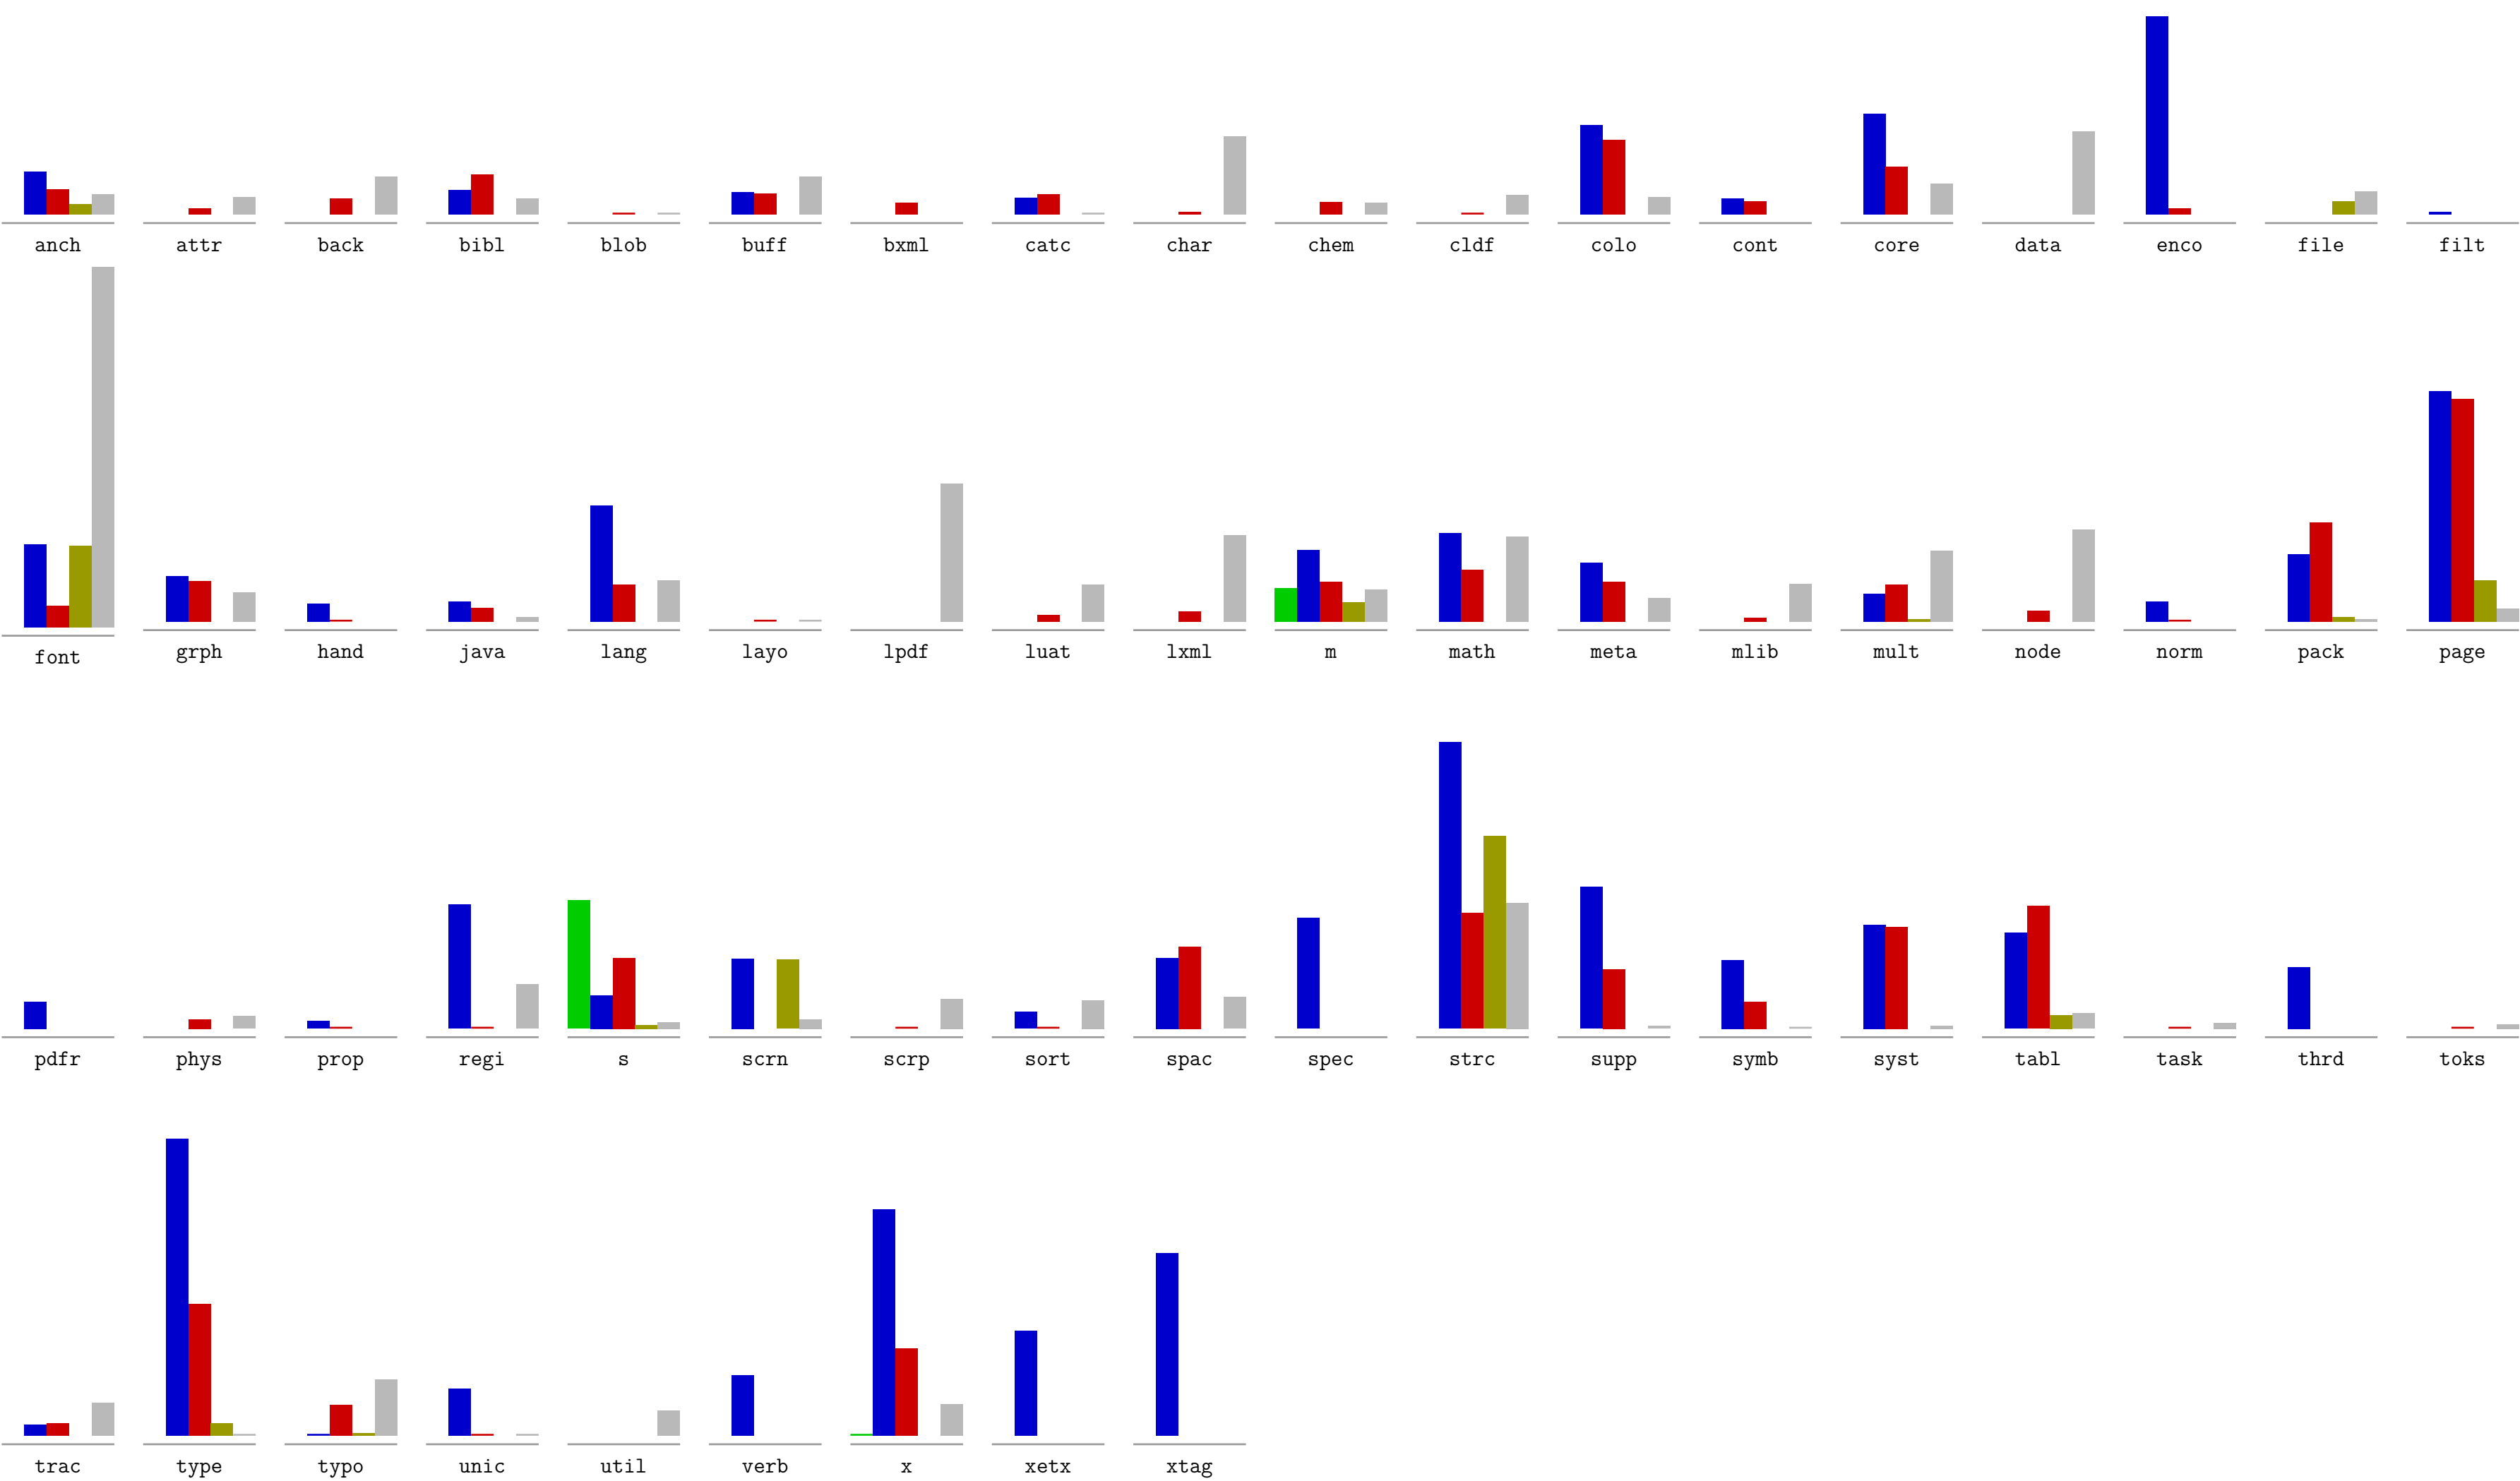 anch attr back bibl blob buff bxml catc char chem cldf colo cont core data enco file filt
font grph hand java lang layo lpdf luat lxml m math meta mlib mult node norm pack page
pdfr phys prop regi s scrn scrp sort spac spec strc supp symb syst tabl task thrd toks
trac type typo unic util verb x xetx xtag